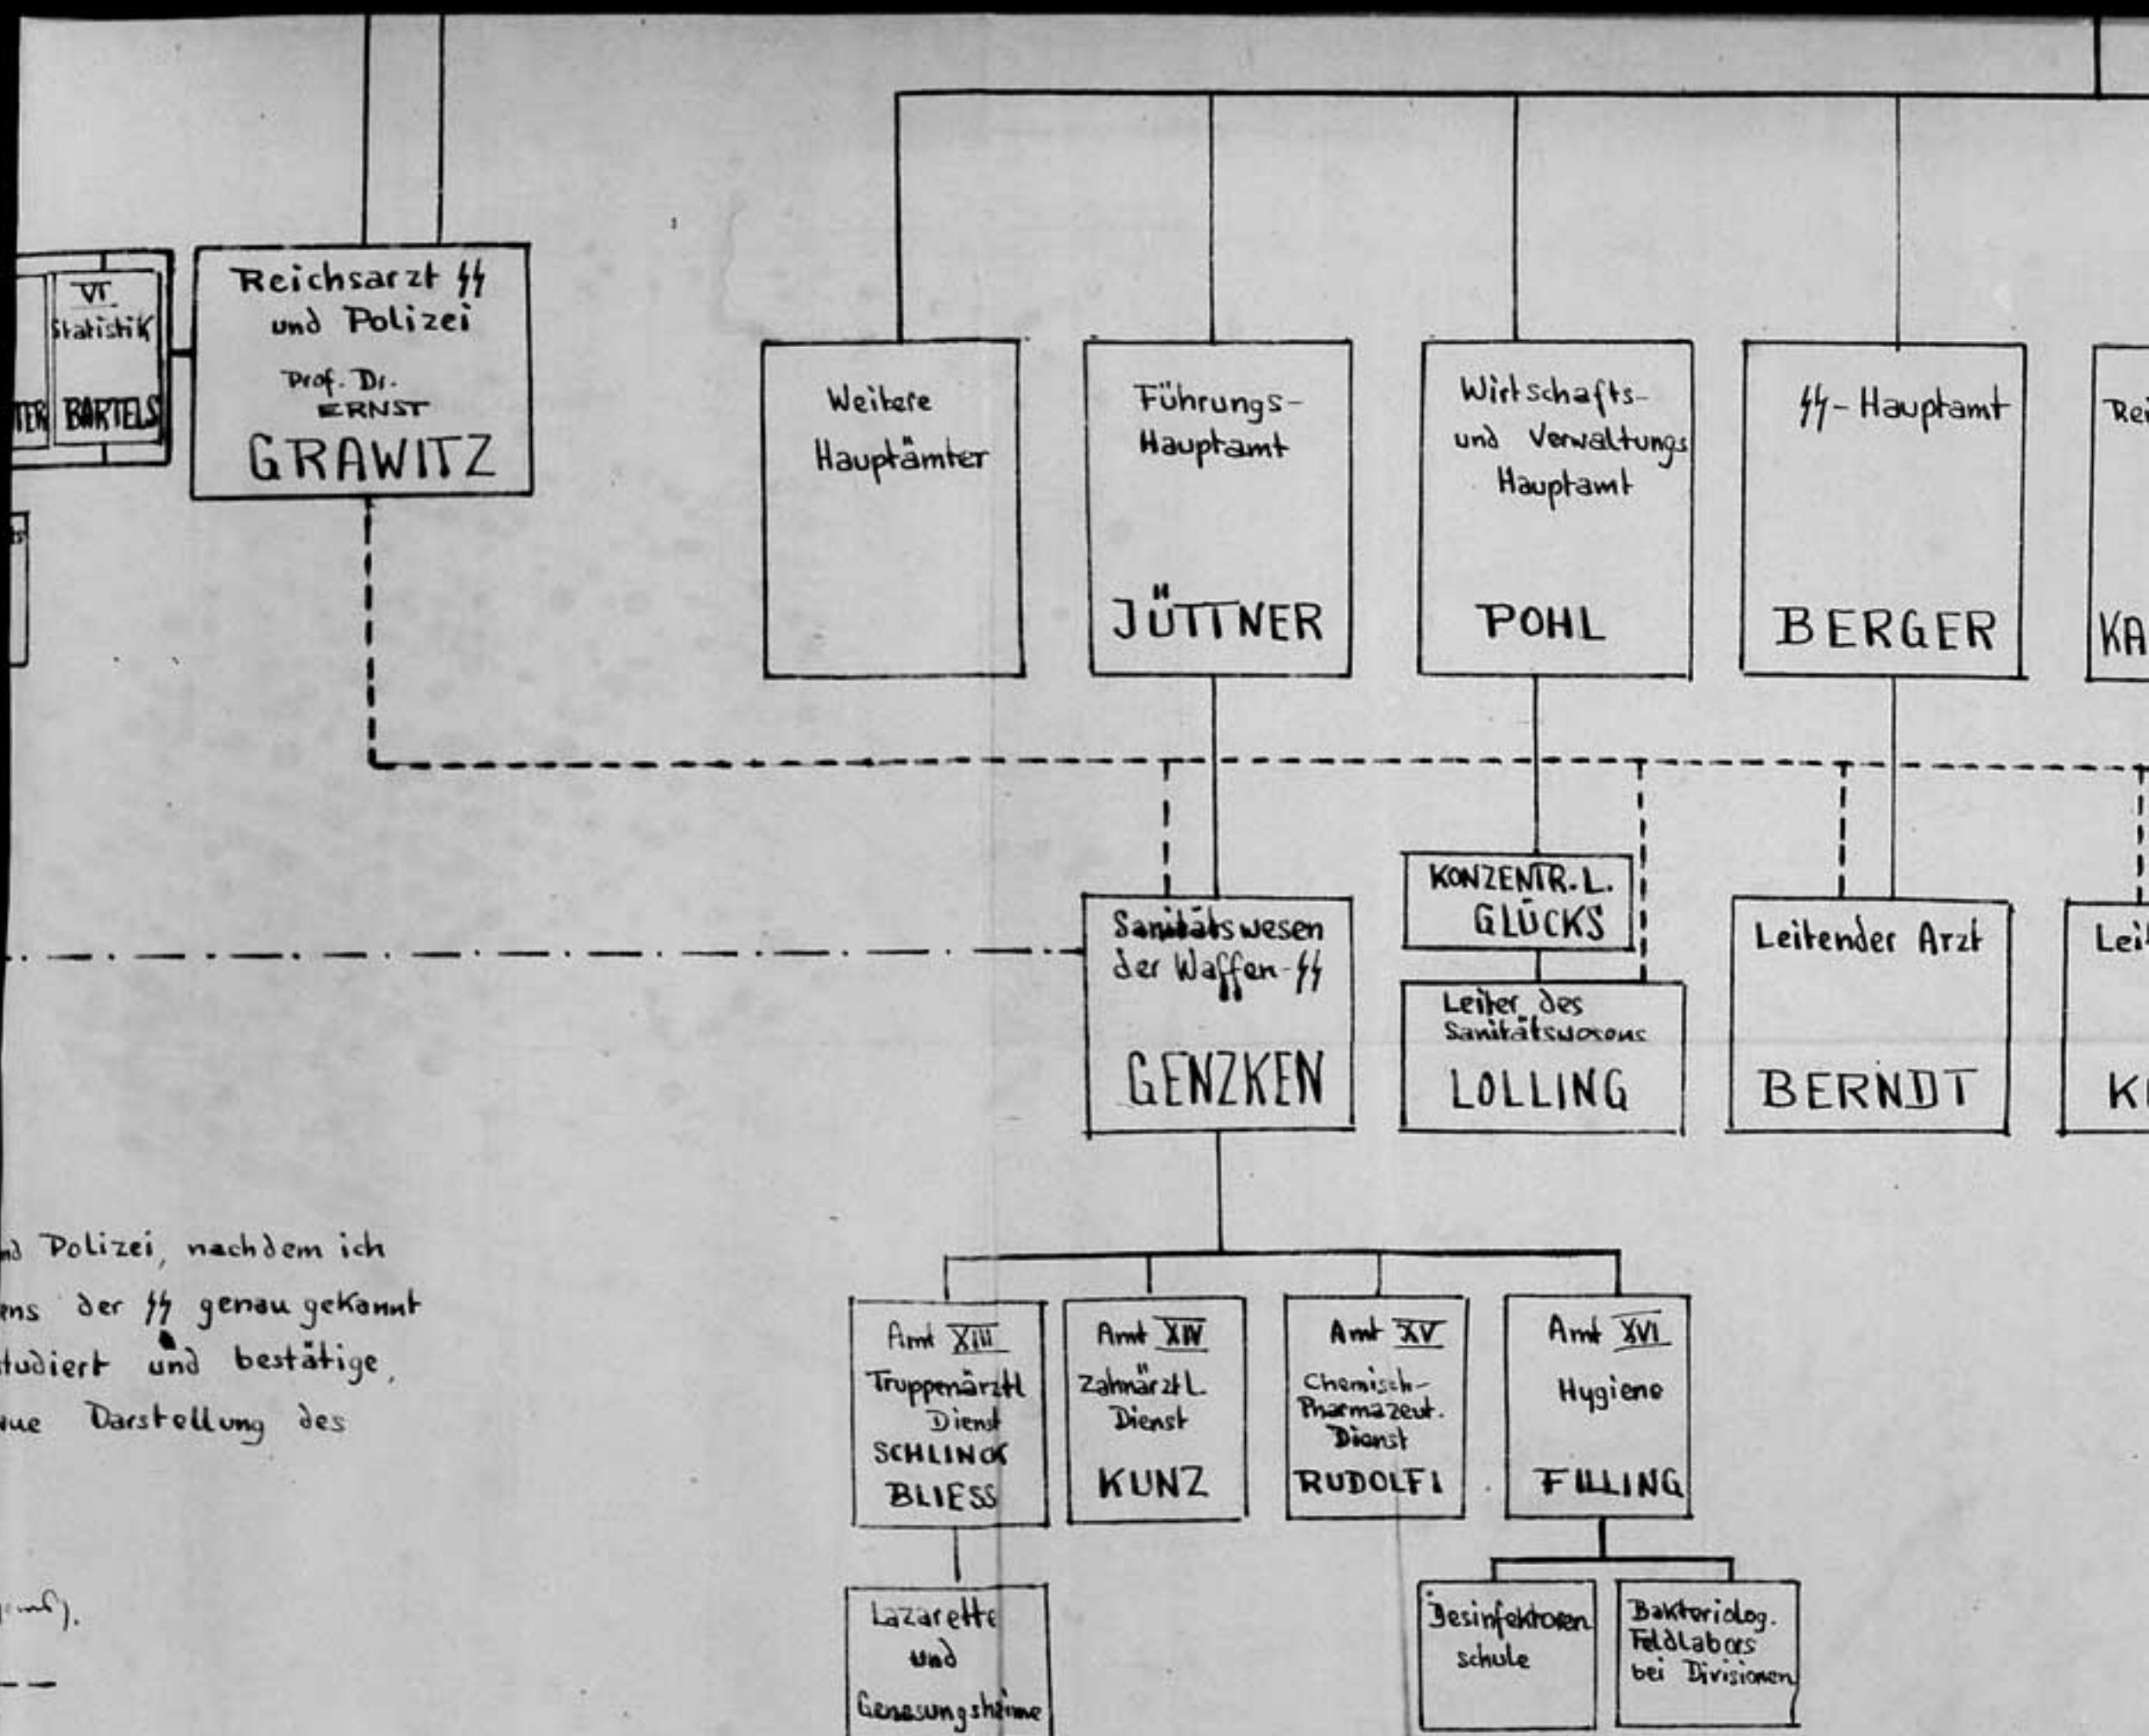 VI
Statistik
BARTELS
Reichsarzt SS
und Polizei
Prof. Dr.
ERNST
GRAWITZ
Weitere
Hauptämter
Führungs-
Hauptamt
JÜTTNER
Wirtschafts-
und Verwaltungs
Hauptamt
POHL
SS-Hauptamt
BERGER
Sanitätswesen
der Waffen-SS
GENZKEN
KONZENTR. L.
GLÜCKS
Leiter des
Sanitätswesens
LOLLING
Leitender Arzt
BERNDT
Polizei, nachdem ich
der SS genau gekannt
und bestätige,
Darstellung des
Amt XIII
Truppenärztl
Dienst
SCHLINCK
BLIESS
Amt XIV
Zahnärztl.
Dienst
KUNZ
Amt XV
Chemisch-
Pharmazeut.
Dienst
RUDOLFI
Amt XVI
Hygiene
FILLING
Lazarette
und
Genesungsheime
Desinfektoren
schule
Bakteriolog.
Feldlabors
bei Divisionen